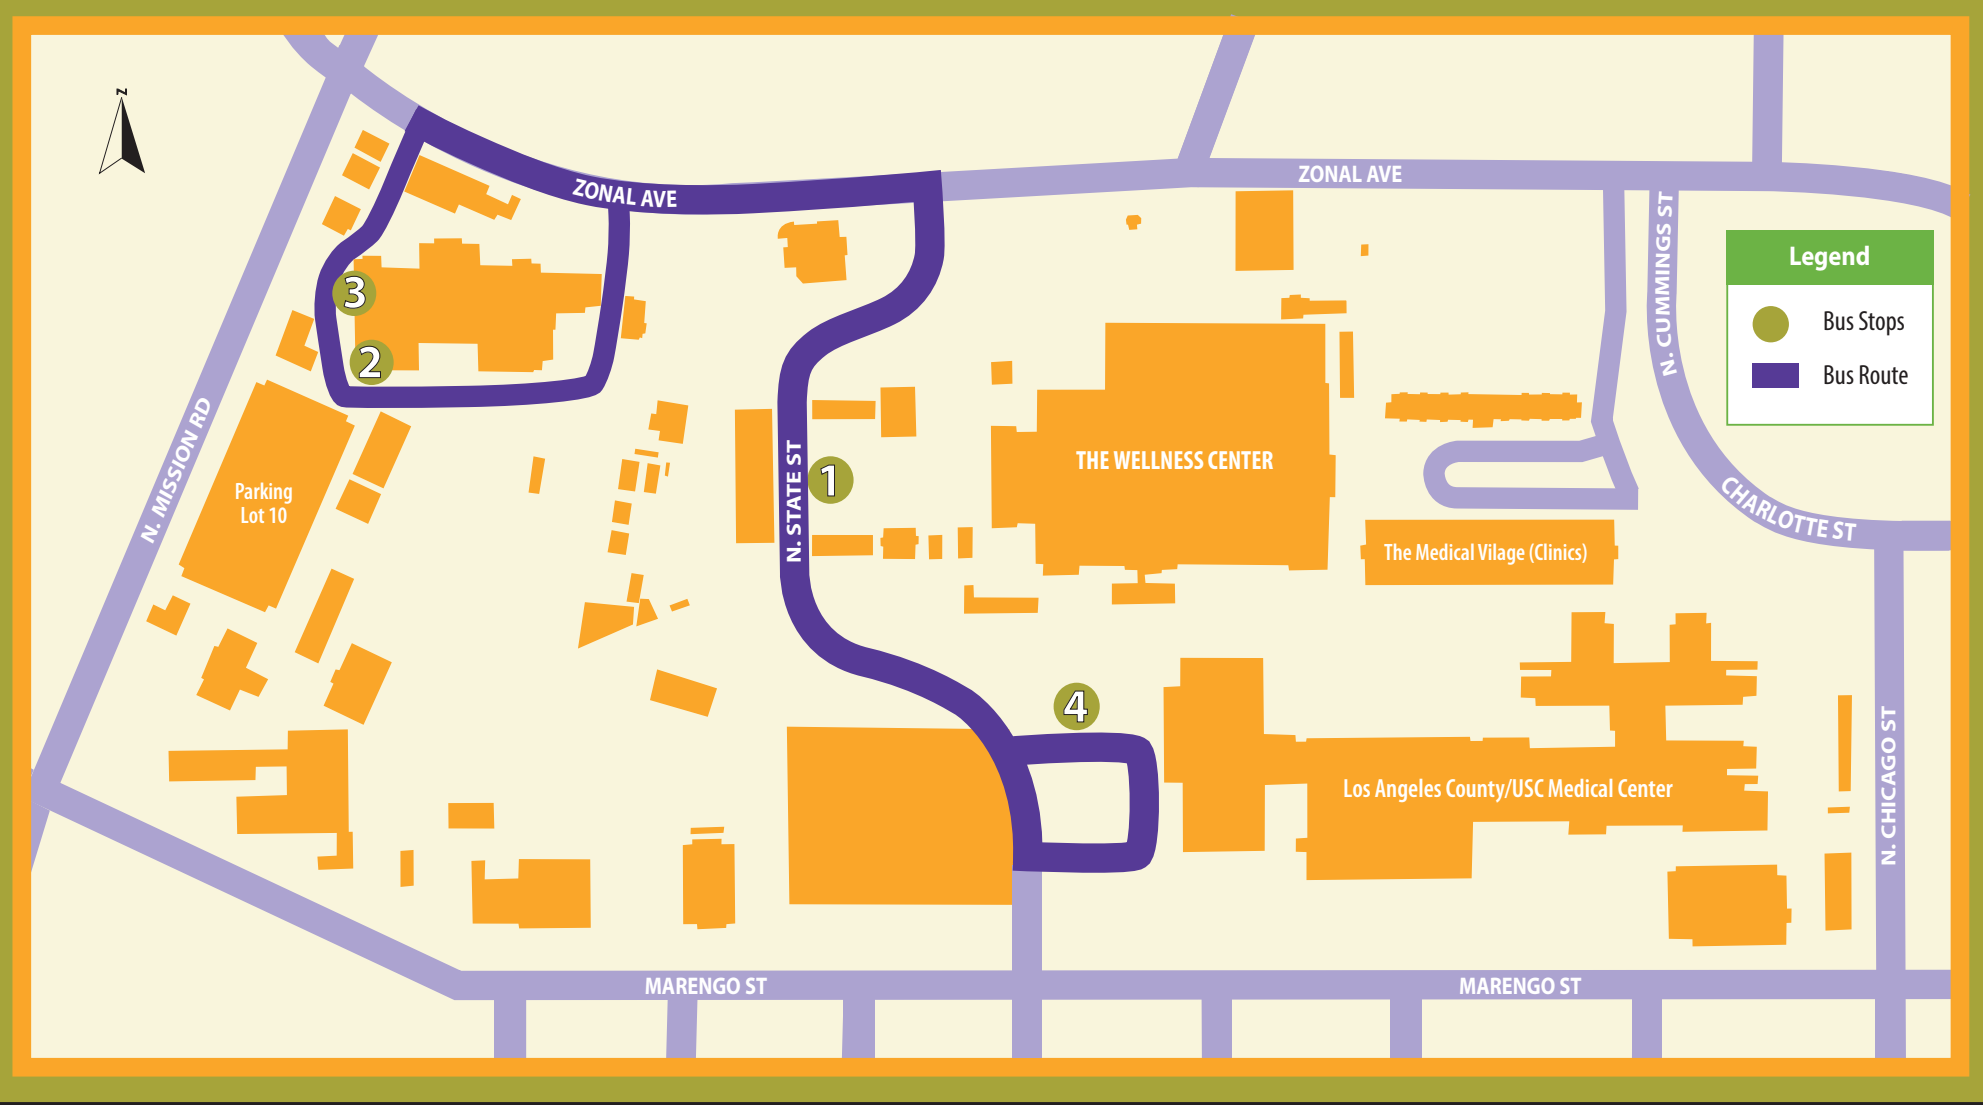 N
ZONAL AVE
ZONAL AVE
N. CUMMINGS ST
Legend
Bus Stops
Bus Route
3
2
N. MISSION RD
Parking
Lot 10
N. STATE ST
1
THE WELLNESS CENTER
CHARLOTTE ST
The Medical Vilage (Clinics)
4
Los Angeles County/USC Medical Center
N. CHICAGO ST
MARENGO ST
MARENGO ST